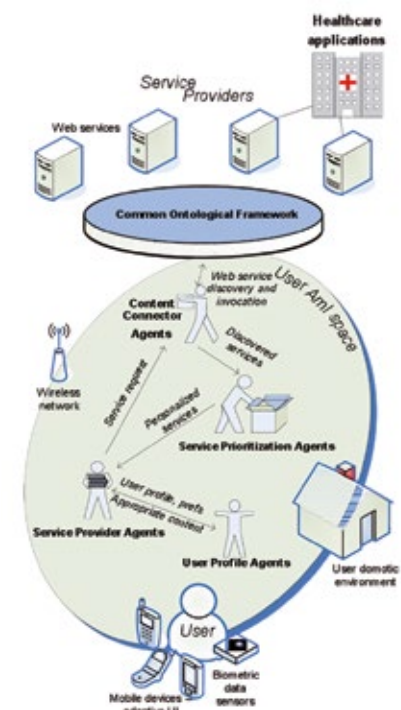 Healthcare
applications
Service
Providers
Web services
Common Ontological Framework
Web service
discovery and
invocation
User AmI space
Content
Connector
Agents
Discovered
services
Wireless
network
Service request
Personalized
services
Service Prioritization Agents
User profile, prefs
Appropriate content
Service Provider Agents
User Profile Agents
User domotic
environment
User
Biometric
data
sensors
Mobile devices
adaptive UI